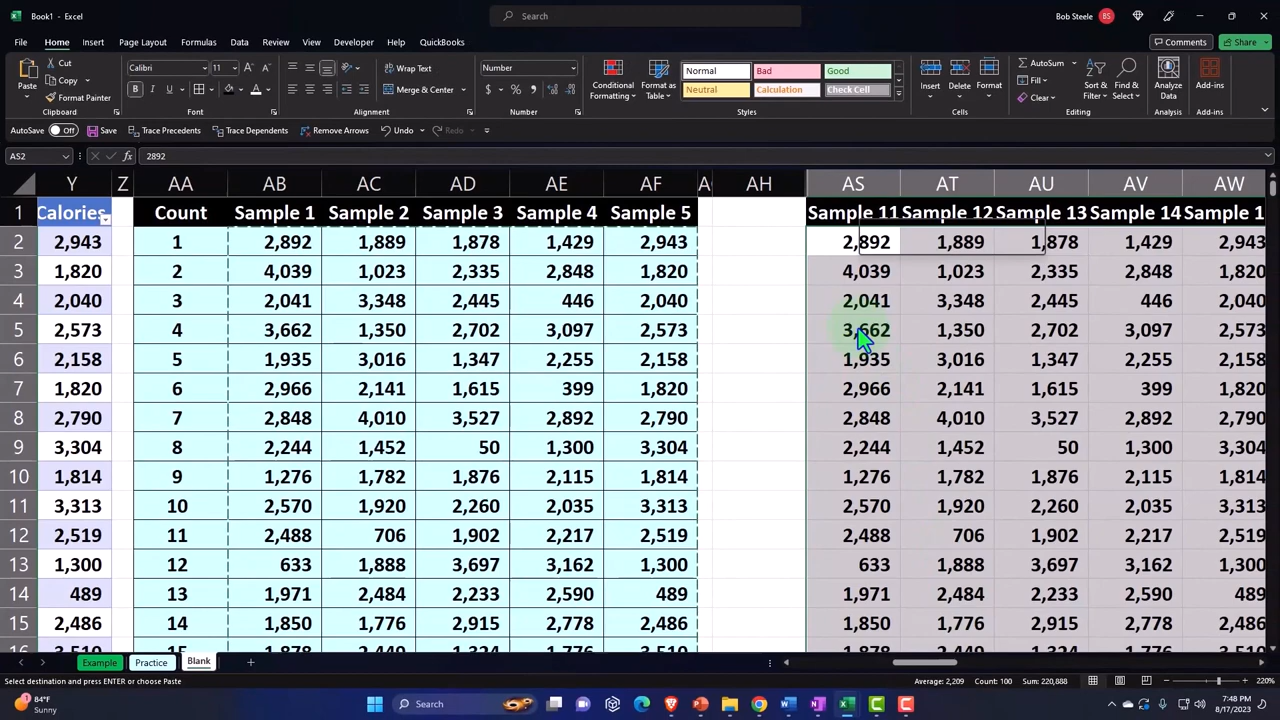 Book1 - Excel
Search
Bob Steele BS
File Home Insert Page Layout Formulas Data Review View Developer Help QuickBooks Comments Share
Paste Cut Copy Format Painter Clipboard
Calibri 11 Font
Wrap Text Merge & Center Alignment
Number Number
Conditional Formatting Format as Table Normal Bad Good Neutral Calculation Check Cell Styles
Insert Delete Format Cells
AutoSum Fill Clear Sort & Filter Find & Select Editing
Analyze Data Analysis Add-ins Add-ins
AutoSave Off Save Trace Precedents Trace Dependents Remove Arrows Undo Redo
AS2 fx 2892
Y Z AA AB AC AD AE AF AH AS AT AU AV AW
1 Calories Count Sample 1 Sample 2 Sample 3 Sample 4 Sample 5 Sample 11 Sample 12 Sample 13 Sample 14 Sample 1
2 2,943 1 2,892 1,889 1,878 1,429 2,943 2,892 1,889 1,878 1,429 2,943
3 1,820 2 4,039 1,023 2,335 2,848 1,820 4,039 1,023 2,335 2,848 1,820
4 2,040 3 2,041 3,348 2,445 446 2,040 2,041 3,348 2,445 446 2,040
5 2,573 4 3,662 1,350 2,702 3,097 2,573 3,662 1,350 2,702 3,097 2,573
6 2,158 5 1,935 3,016 1,347 2,255 2,158 1,935 3,016 1,347 2,255 2,158
7 1,820 6 2,966 2,141 1,615 399 1,820 2,966 2,141 1,615 399 1,820
8 2,790 7 2,848 4,010 3,527 2,892 2,790 2,848 4,010 3,527 2,892 2,790
9 3,304 8 2,244 1,452 50 1,300 3,304 2,244 1,452 50 1,300 3,304
10 1,814 9 1,276 1,782 1,876 2,115 1,814 1,276 1,782 1,876 2,115 1,814
11 3,313 10 2,570 1,920 2,260 2,035 3,313 2,570 1,920 2,260 2,035 3,313
12 2,519 11 2,488 706 1,902 2,217 2,519 2,488 706 1,902 2,217 2,519
13 1,300 12 633 1,888 3,697 3,162 1,300 633 1,888 3,697 3,162 1,300
14 489 13 1,971 2,484 2,233 2,590 489 1,971 2,484 2,233 2,590 489
15 2,486 14 1,850 1,776 2,915 2,778 2,486 1,850 1,776 2,915 2,778 2,486
Example Practice Blank
Select destination and press ENTER or choose Paste Average: 2,209 Count: 100 Sum: 220,888 220%
84°F Sunny
Search
7:48 PM
8/17/2023